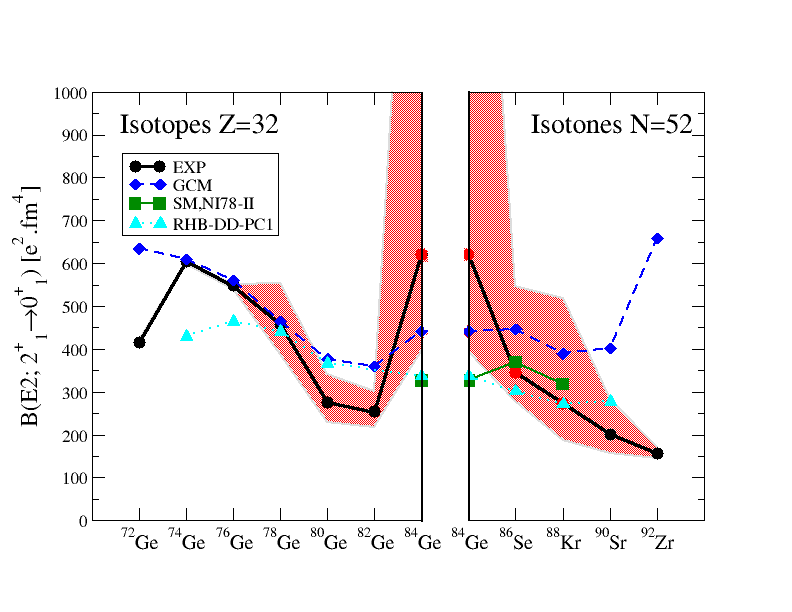 Isotopes Z=32
Isotones N=52
EXP
GCM
SM,NI78-II
RHB-DD-PC1
B(E2; 2⁺₁→0⁺₁) [e².fm⁴]
1000
900
800
700
600
500
400
300
200
100
0
⁷²Ge ⁷⁴Ge ⁷⁶Ge ⁷⁸Ge ⁸⁰Ge ⁸²Ge ⁸⁴Ge
⁸⁴Ge ⁸⁶Se ⁸⁸Kr ⁹⁰Sr ⁹²Zr